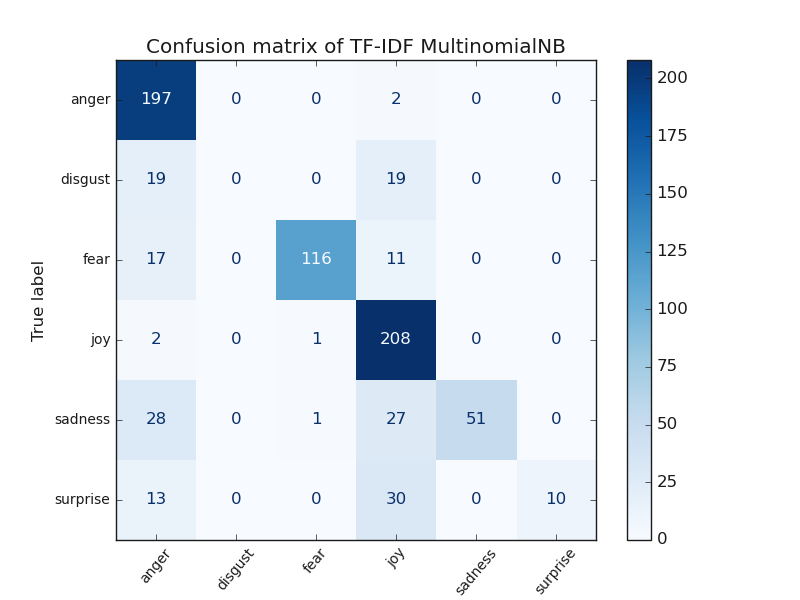 Confusion matrix of TF-IDF MultinomialNB
True label
anger 197 0 0 2 0 0
disgust 19 0 0 19 0 0
fear 17 0 116 11 0 0
joy 2 0 1 208 0 0
sadness 28 0 1 27 51 0
surprise 13 0 0 30 0 10
anger disgust fear joy sadness surprise
200
175
150
125
100
75
50
25
0